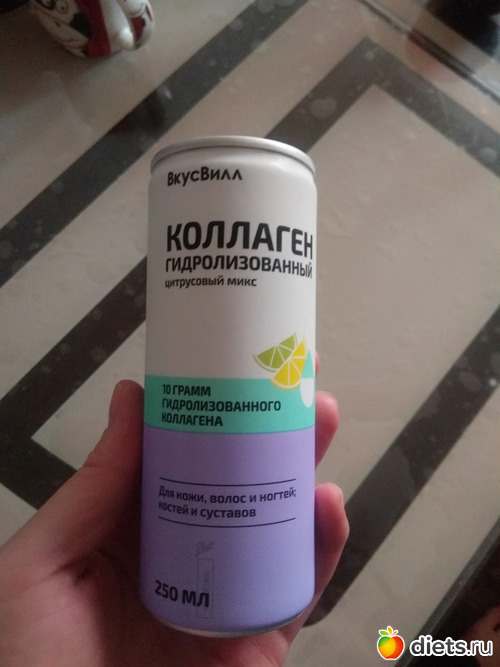 ВкусВилл
КОЛЛАГЕН
ГИДРОЛИЗОВАННЫЙ
цитрусовый микс
10 ГРАММ
ГИДРОЛИЗОВАННОГО
КОЛЛАГЕНА
Для кожи, волос и ногтей;
костей и суставов
250 МЛ
diets.ru